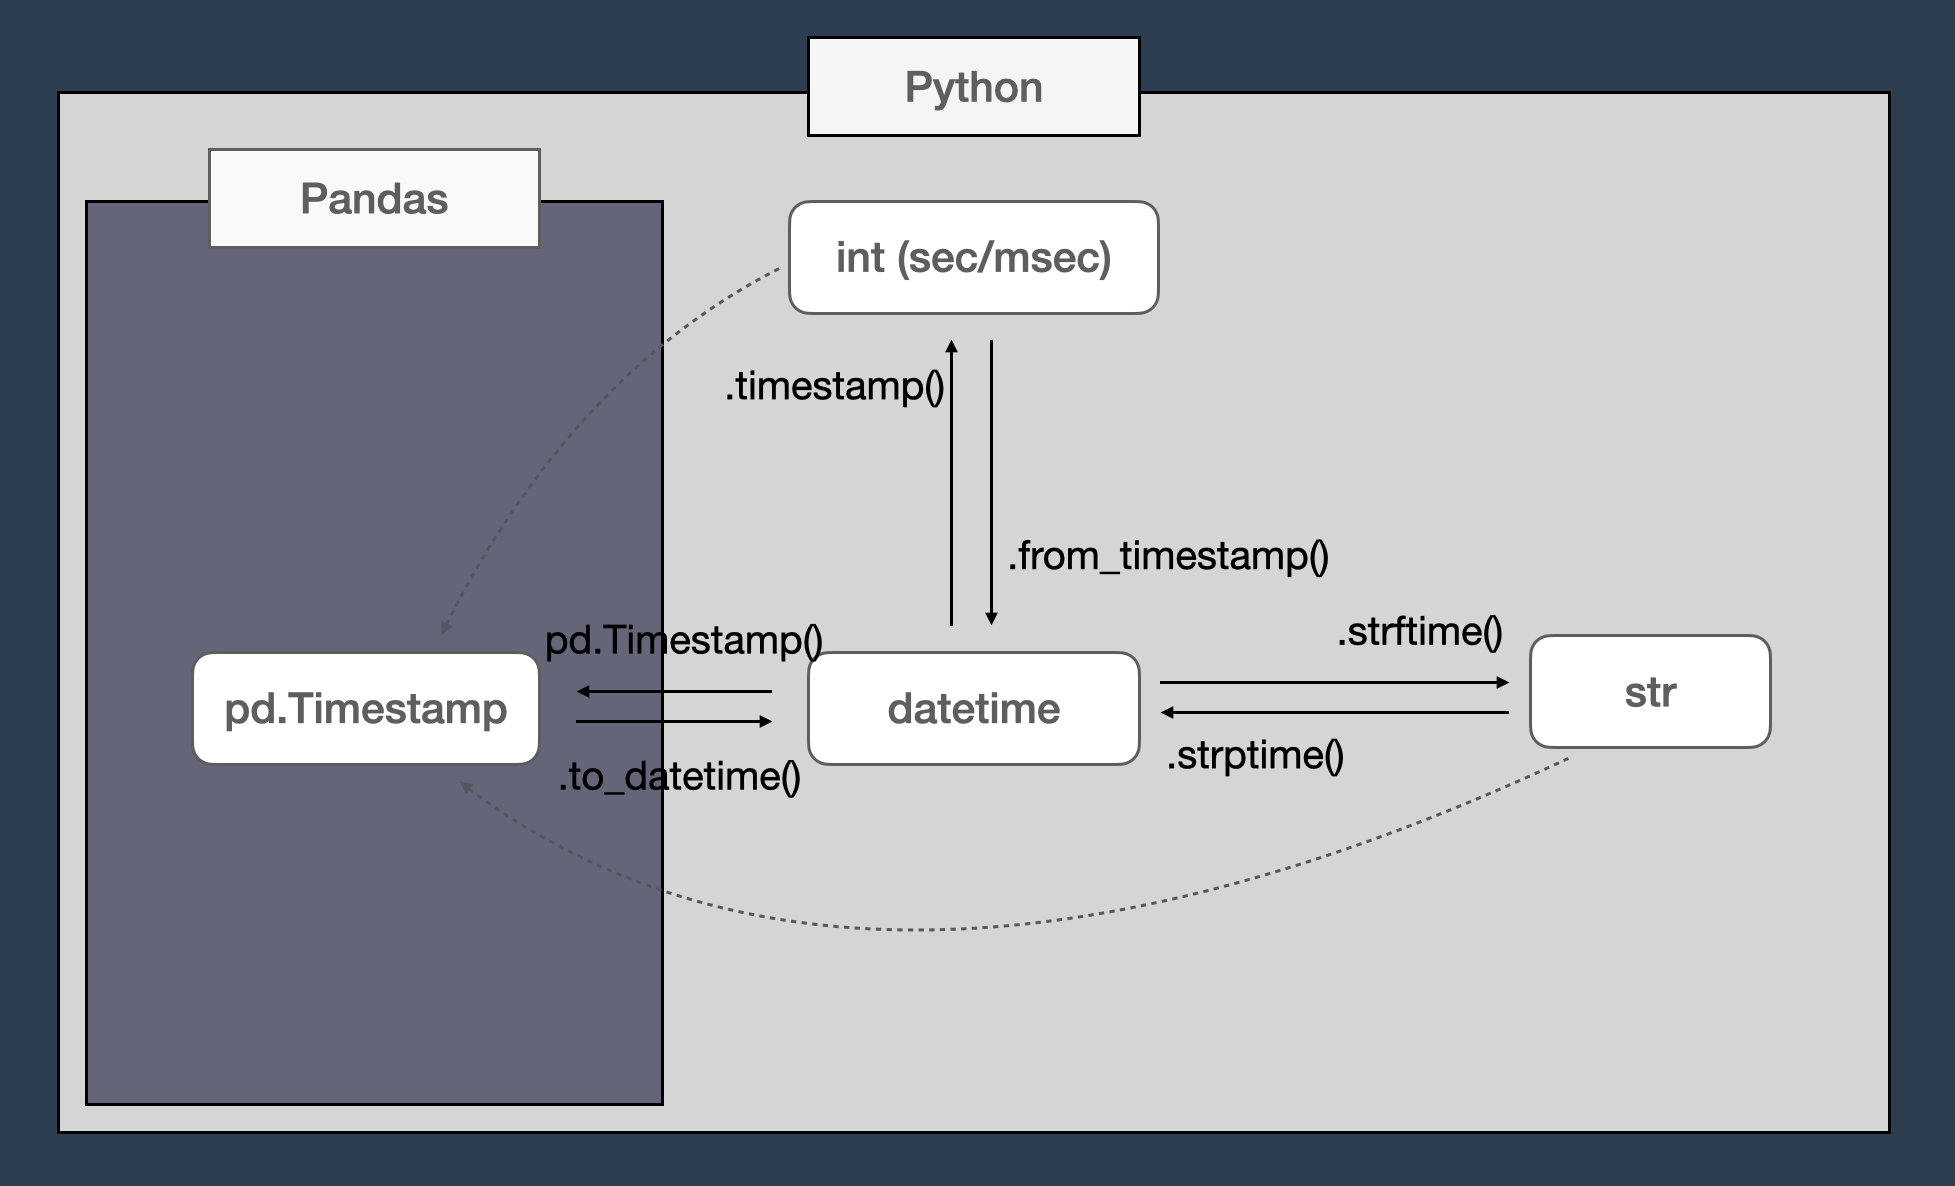 Python
Pandas
int (sec/msec)
.timestamp()
.from_timestamp()
pd.Timestamp()
.strftime()
pd.Timestamp
datetime
str
.to_datetime()
.strptime()